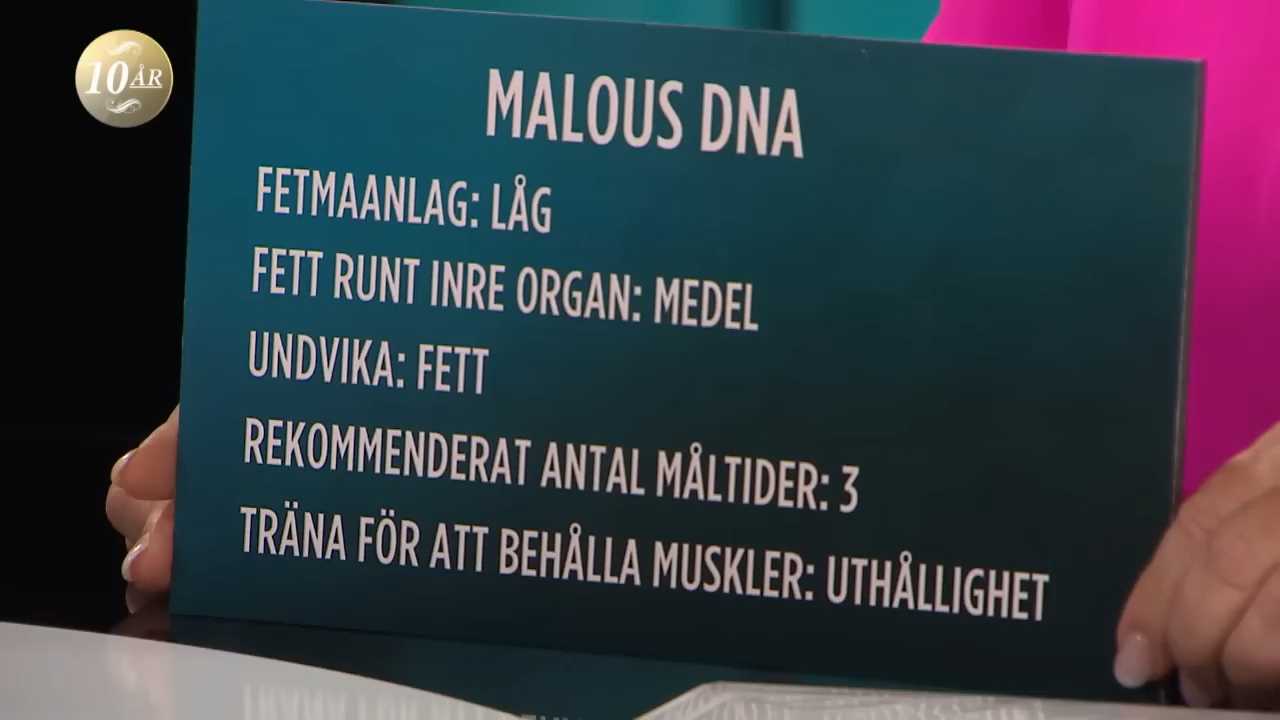 10 ÅR
MALOUS DNA
FETMAANLAG: LÅG
FETT RUNT INRE ORGAN: MEDEL
UNDVIKA: FETT
REKOMMENDERAT ANTAL MÅLTIDER: 3
TRÄNA FÖR ATT BEHÅLLA MUSKLER: UTHÅLLIGHET